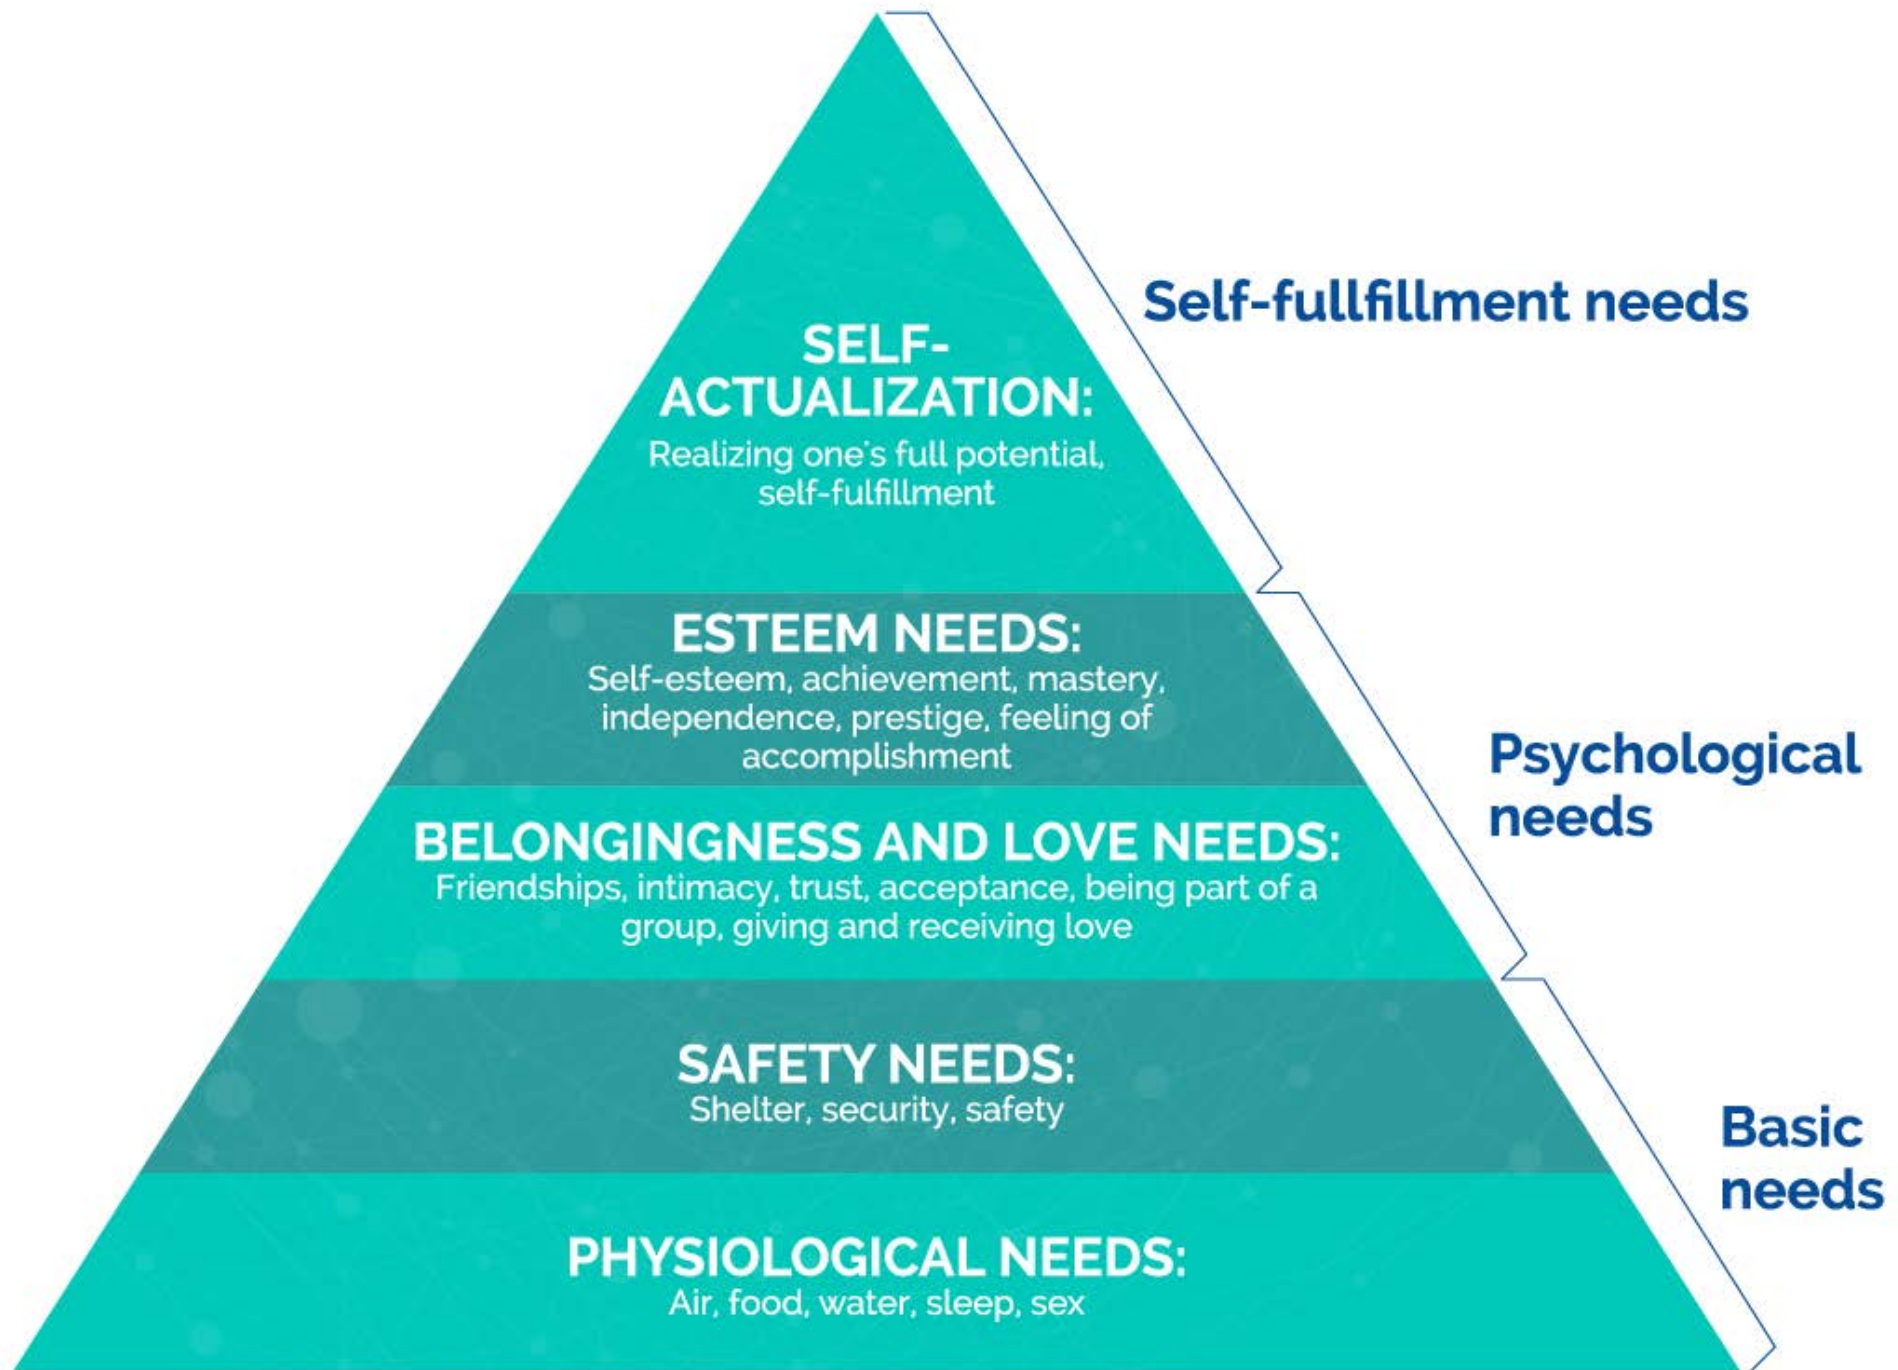 SELF-
ACTUALIZATION:
Realizing one's full potential,
self-fulfillment
Self-fullfillment needs
ESTEEM NEEDS:
Self-esteem, achievement, mastery,
independence, prestige, feeling of
accomplishment
Psychological
needs
BELONGINGNESS AND LOVE NEEDS:
Friendships, intimacy, trust, acceptance, being part of a
group, giving and receiving love
SAFETY NEEDS:
Shelter, security, safety
Basic
needs
PHYSIOLOGICAL NEEDS:
Air, food, water, sleep, sex